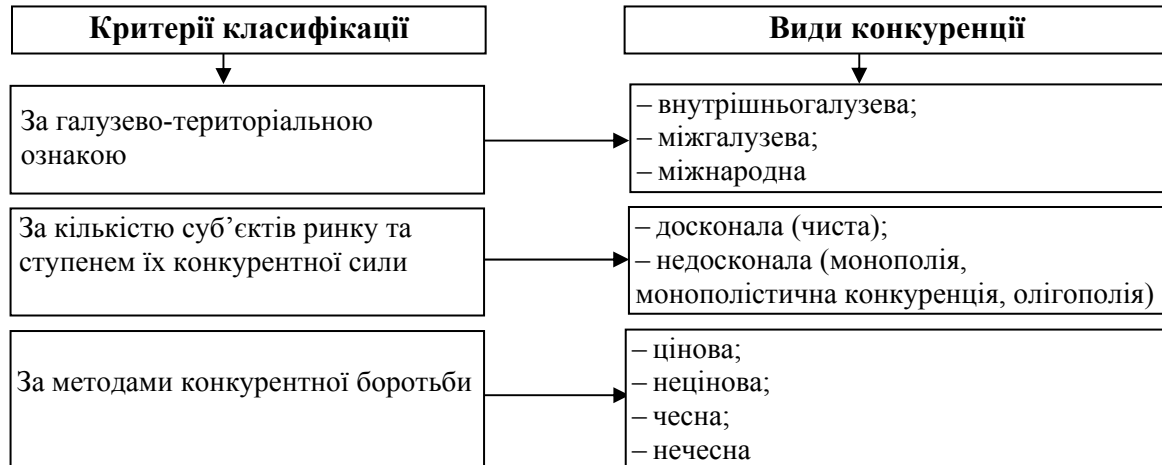 Критерії класифікації
Види конкуренції
За галузево-територіальною
ознакою
– внутрішньогалузева;
– міжгалузева;
– міжнародна
За кількістю суб’єктів ринку та
ступенем їх конкурентної сили
– досконала (чиста);
– недосконала (монополія,
монополістична конкуренція, олігополія)
За методами конкурентної боротьби
– цінова;
– нецінова;
– чесна;
– нечесна